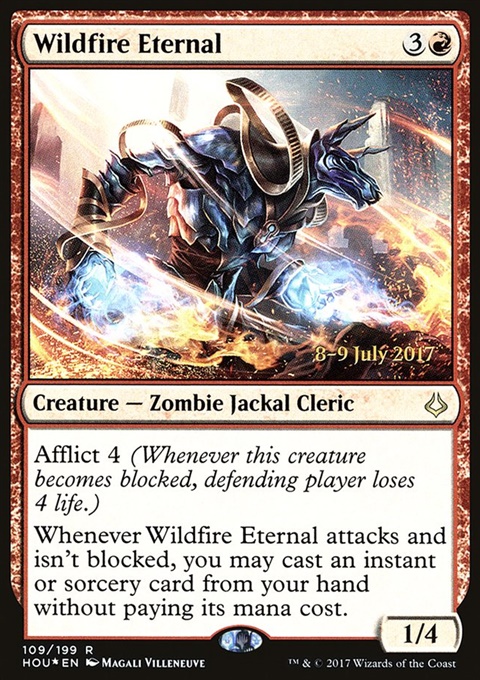 Wildfire Eternal 3
8-9 July 2017
Creature — Zombie Jackal Cleric
Afflict 4 (Whenever this creature
becomes blocked, defending player loses
4 life.)
Whenever Wildfire Eternal attacks and
isn't blocked, you may cast an instant
or sorcery card from your hand
without paying its mana cost.
1/4
109/199 R
HOU★EN Magali Villeneuve
™ & © 2017 Wizards of the Coast